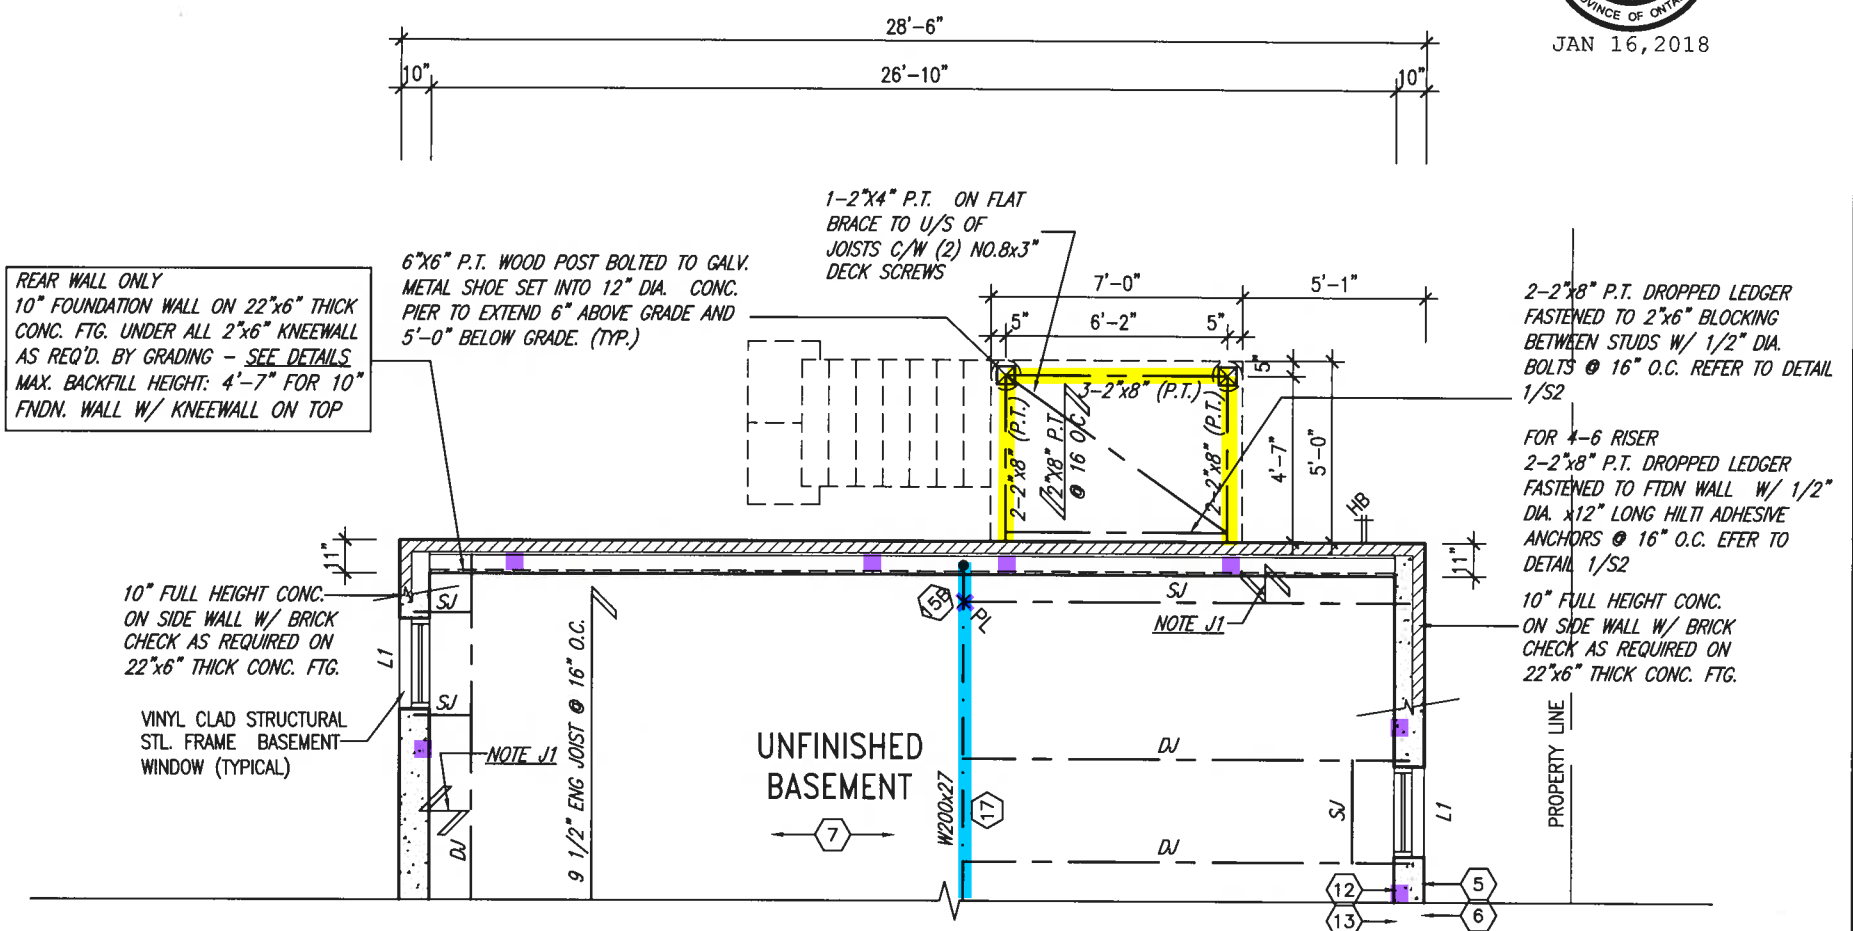 VINCE OF ONTA
JAN 16,2018
28'-6"
10"
26'-10"
10"
1-2"X4" P.T. ON FLAT
BRACE TO U/S OF
JOISTS C/W (2) NO.8x3"
DECK SCREWS
6"X6" P.T. WOOD POST BOLTED TO GALV.
METAL SHOE SET INTO 12" DIA. CONC.
PIER TO EXTEND 6" ABOVE GRADE AND
5'-0" BELOW GRADE. (TYP.)
REAR WALL ONLY
10" FOUNDATION WALL ON 22"x6" THICK
CONC. FTG. UNDER ALL 2"x6" KNEEWALL
AS REQ'D. BY GRADING - SEE DETAILS
MAX. BACKFILL HEIGHT: 4'-7" FOR 10"
FNDN. WALL W/ KNEEWALL ON TOP
7'-0"
5'-1"
5"
6'-2"
5"
5"
3-2"x8" (P.T.)
2-2"x8" (P.T.)
2"X8" P.T.
@ 16 O.C.
2-2"x8" (P.T.)
4'-7"
5'-0"
2-2"x8" P.T. DROPPED LEDGER
FASTENED TO 2"x6" BLOCKING
BETWEEN STUDS W/ 1/2" DIA.
BOLTS @ 16" O.C. REFER TO DETAIL
1/S2
FOR 4-6 RISER
2-2"x8" P.T. DROPPED LEDGER
FASTENED TO FTDN WALL W/ 1/2"
DIA. x12" LONG HILTI ADHESIVE
ANCHORS @ 16" O.C. EFER TO
DETAIL 1/S2
10" FULL HEIGHT CONC.
ON SIDE WALL W/ BRICK
CHECK AS REQUIRED ON
22"x6" THICK CONC. FTG.
HB
11"
11"
10" FULL HEIGHT CONC.
ON SIDE WALL W/ BRICK
CHECK AS REQUIRED ON
22"x6" THICK CONC. FTG.
VINYL CLAD STRUCTURAL
STL. FRAME BASEMENT
WINDOW (TYPICAL)
L1
SJ
SJ
NOTE J1
DJ
9 1/2" ENG JOIST @ 16" O.C.
UNFINISHED
BASEMENT
7
15B
PL
SJ
NOTE J1
W200x27
17
DJ
DJ
SJ
L1
PROPERTY LINE
12
13
5
6